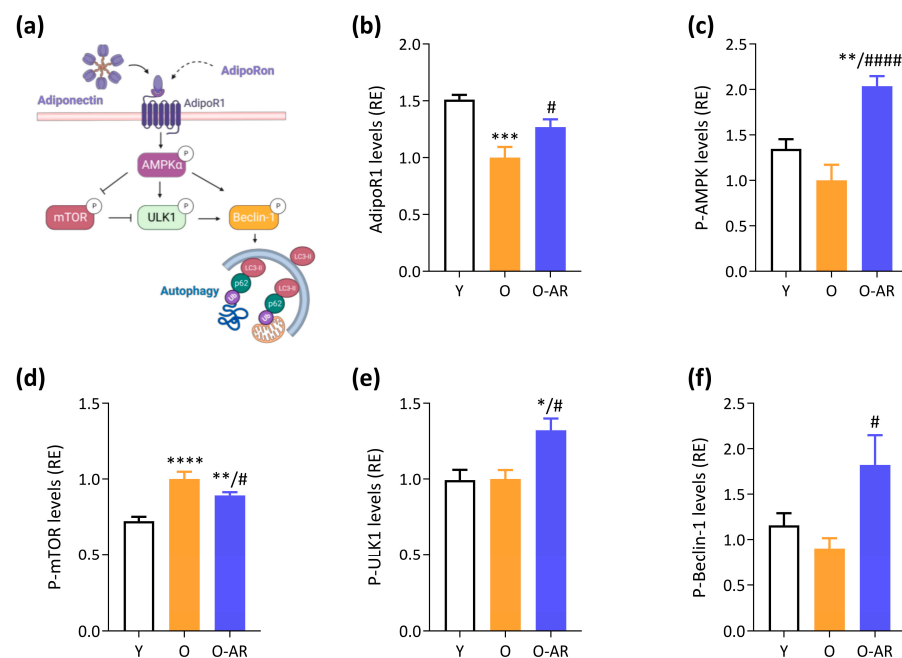 (a)
AdipoRon
Adiponectin
AdipoR1
P
AMPKα
P
mTOR
P
ULK1
P
Beclin-1
LC3-II
LC3-II
p62
LC3-II
Autophagy
Ub
p62
Ub
(b)
AdipoR1 levels (RE)
2.0
1.5
1.0
0.5
0.0
***
#
Y O O-AR
(c)
P-AMPK levels (RE)
2.5
2.0
1.5
1.0
0.5
0.0
**/####
Y O O-AR
(d)
P-mTOR levels (RE)
1.5
1.0
0.5
0.0
****
**/#
Y O O-AR
(e)
P-ULK1 levels (RE)
1.5
1.0
0.5
0.0
*/#
Y O O-AR
(f)
P-Beclin-1 levels (RE)
2.5
2.0
1.5
1.0
0.5
0.0
#
Y O O-AR